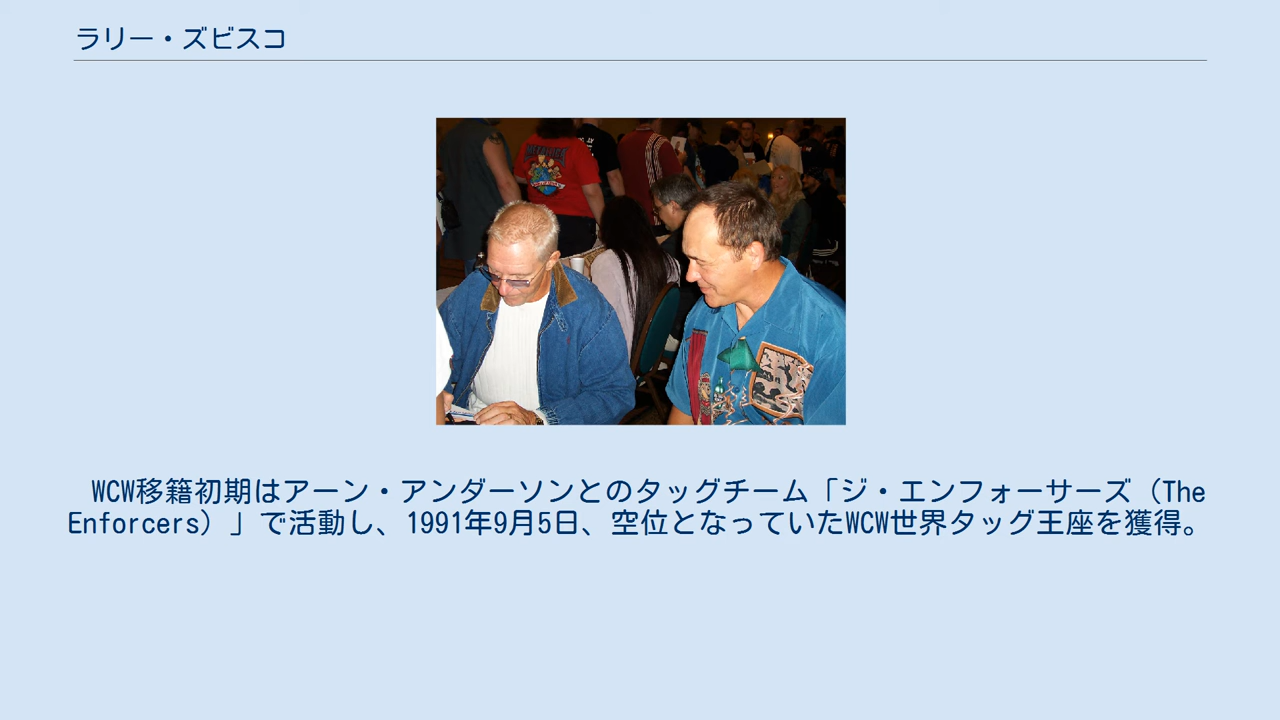 ラリー・ズビスコ
WCW移籍初期はアーン・アンダーソンとのタッグチーム「ジ・エンフォーサーズ（The
Enforcers）」で活動し、1991年9月5日、空位となっていたWCW世界タッグ王座を獲得。